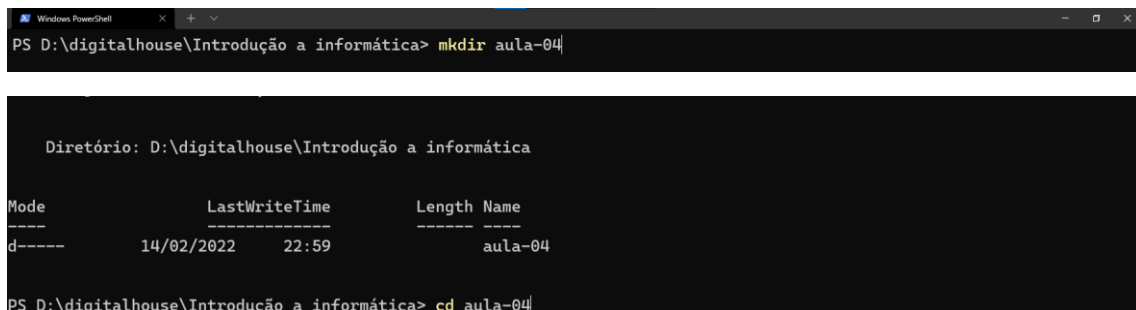 Windows PowerShell
PS D:\digitalhouse\Introdução a informática> mkdir aula-04
Diretório: D:\digitalhouse\Introdução a informática
Mode LastWriteTime Length Name
---- ------------- ------ ----
d----- 14/02/2022 22:59 aula-04
PS D:\digitalhouse\Introdução a informática> cd aula-04